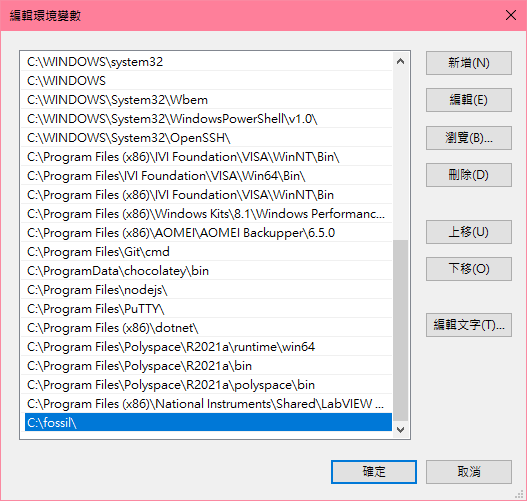 編輯環境變數
C:\WINDOWS\system32
C:\WINDOWS
C:\WINDOWS\System32\Wbem
C:\WINDOWS\System32\WindowsPowerShell\v1.0\
C:\WINDOWS\System32\OpenSSH\
C:\Program Files (x86)\IVI Foundation\VISA\WinNT\Bin\
C:\Program Files\IVI Foundation\VISA\Win64\Bin\
C:\Program Files (x86)\IVI Foundation\VISA\WinNT\Bin
C:\Program Files (x86)\Windows Kits\8.1\Windows Performanc...
C:\Program Files (x86)\AOMEI\AOMEI Backupper\6.5.0
C:\Program Files\Git\cmd
C:\ProgramData\chocolatey\bin
C:\Program Files\nodejs\
C:\Program Files\PuTTY\
C:\Program Files (x86)\dotnet\
C:\Program Files\Polyspace\R2021a\runtime\win64
C:\Program Files\Polyspace\R2021a\bin
C:\Program Files\Polyspace\R2021a\polyspace\bin
C:\Program Files (x86)\National Instruments\Shared\LabVIEW ...
C:\fossil\
新增(N)
編輯(E)
瀏覽(B)...
刪除(D)
上移(U)
下移(O)
編輯文字(T)...
確定
取消